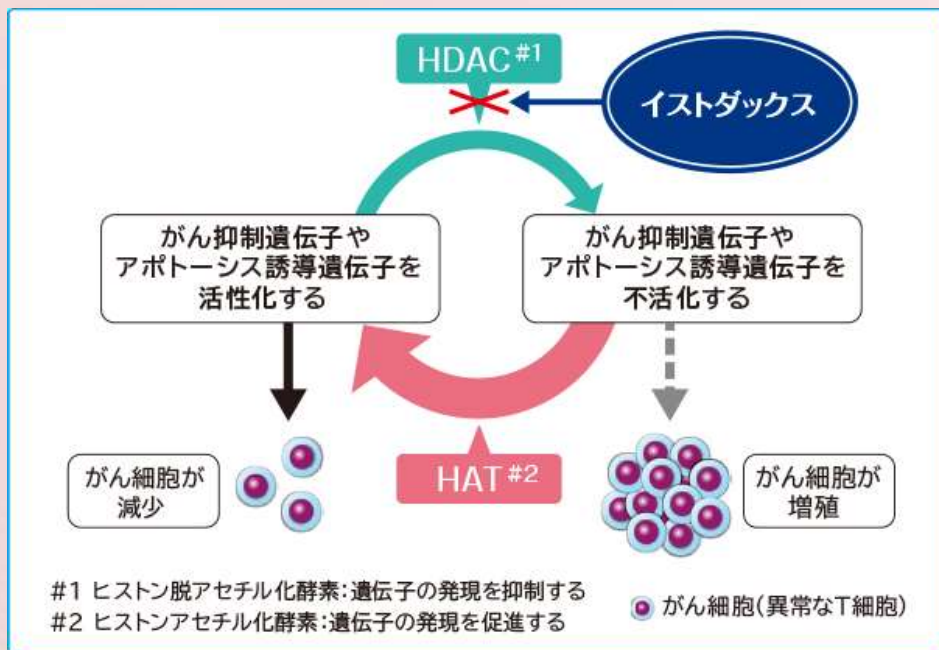 HDAC#1
イストダックス
がん抑制遺伝子や
アポトーシス誘導遺伝子を
活性化する
がん抑制遺伝子や
アポトーシス誘導遺伝子を
不活化する
がん細胞が
減少
HAT#2
がん細胞が
増殖
#1 ヒストン脱アセチル化酵素:遺伝子の発現を抑制する
#2 ヒストンアセチル化酵素:遺伝子の発現を促進する
がん細胞(異常なT細胞)